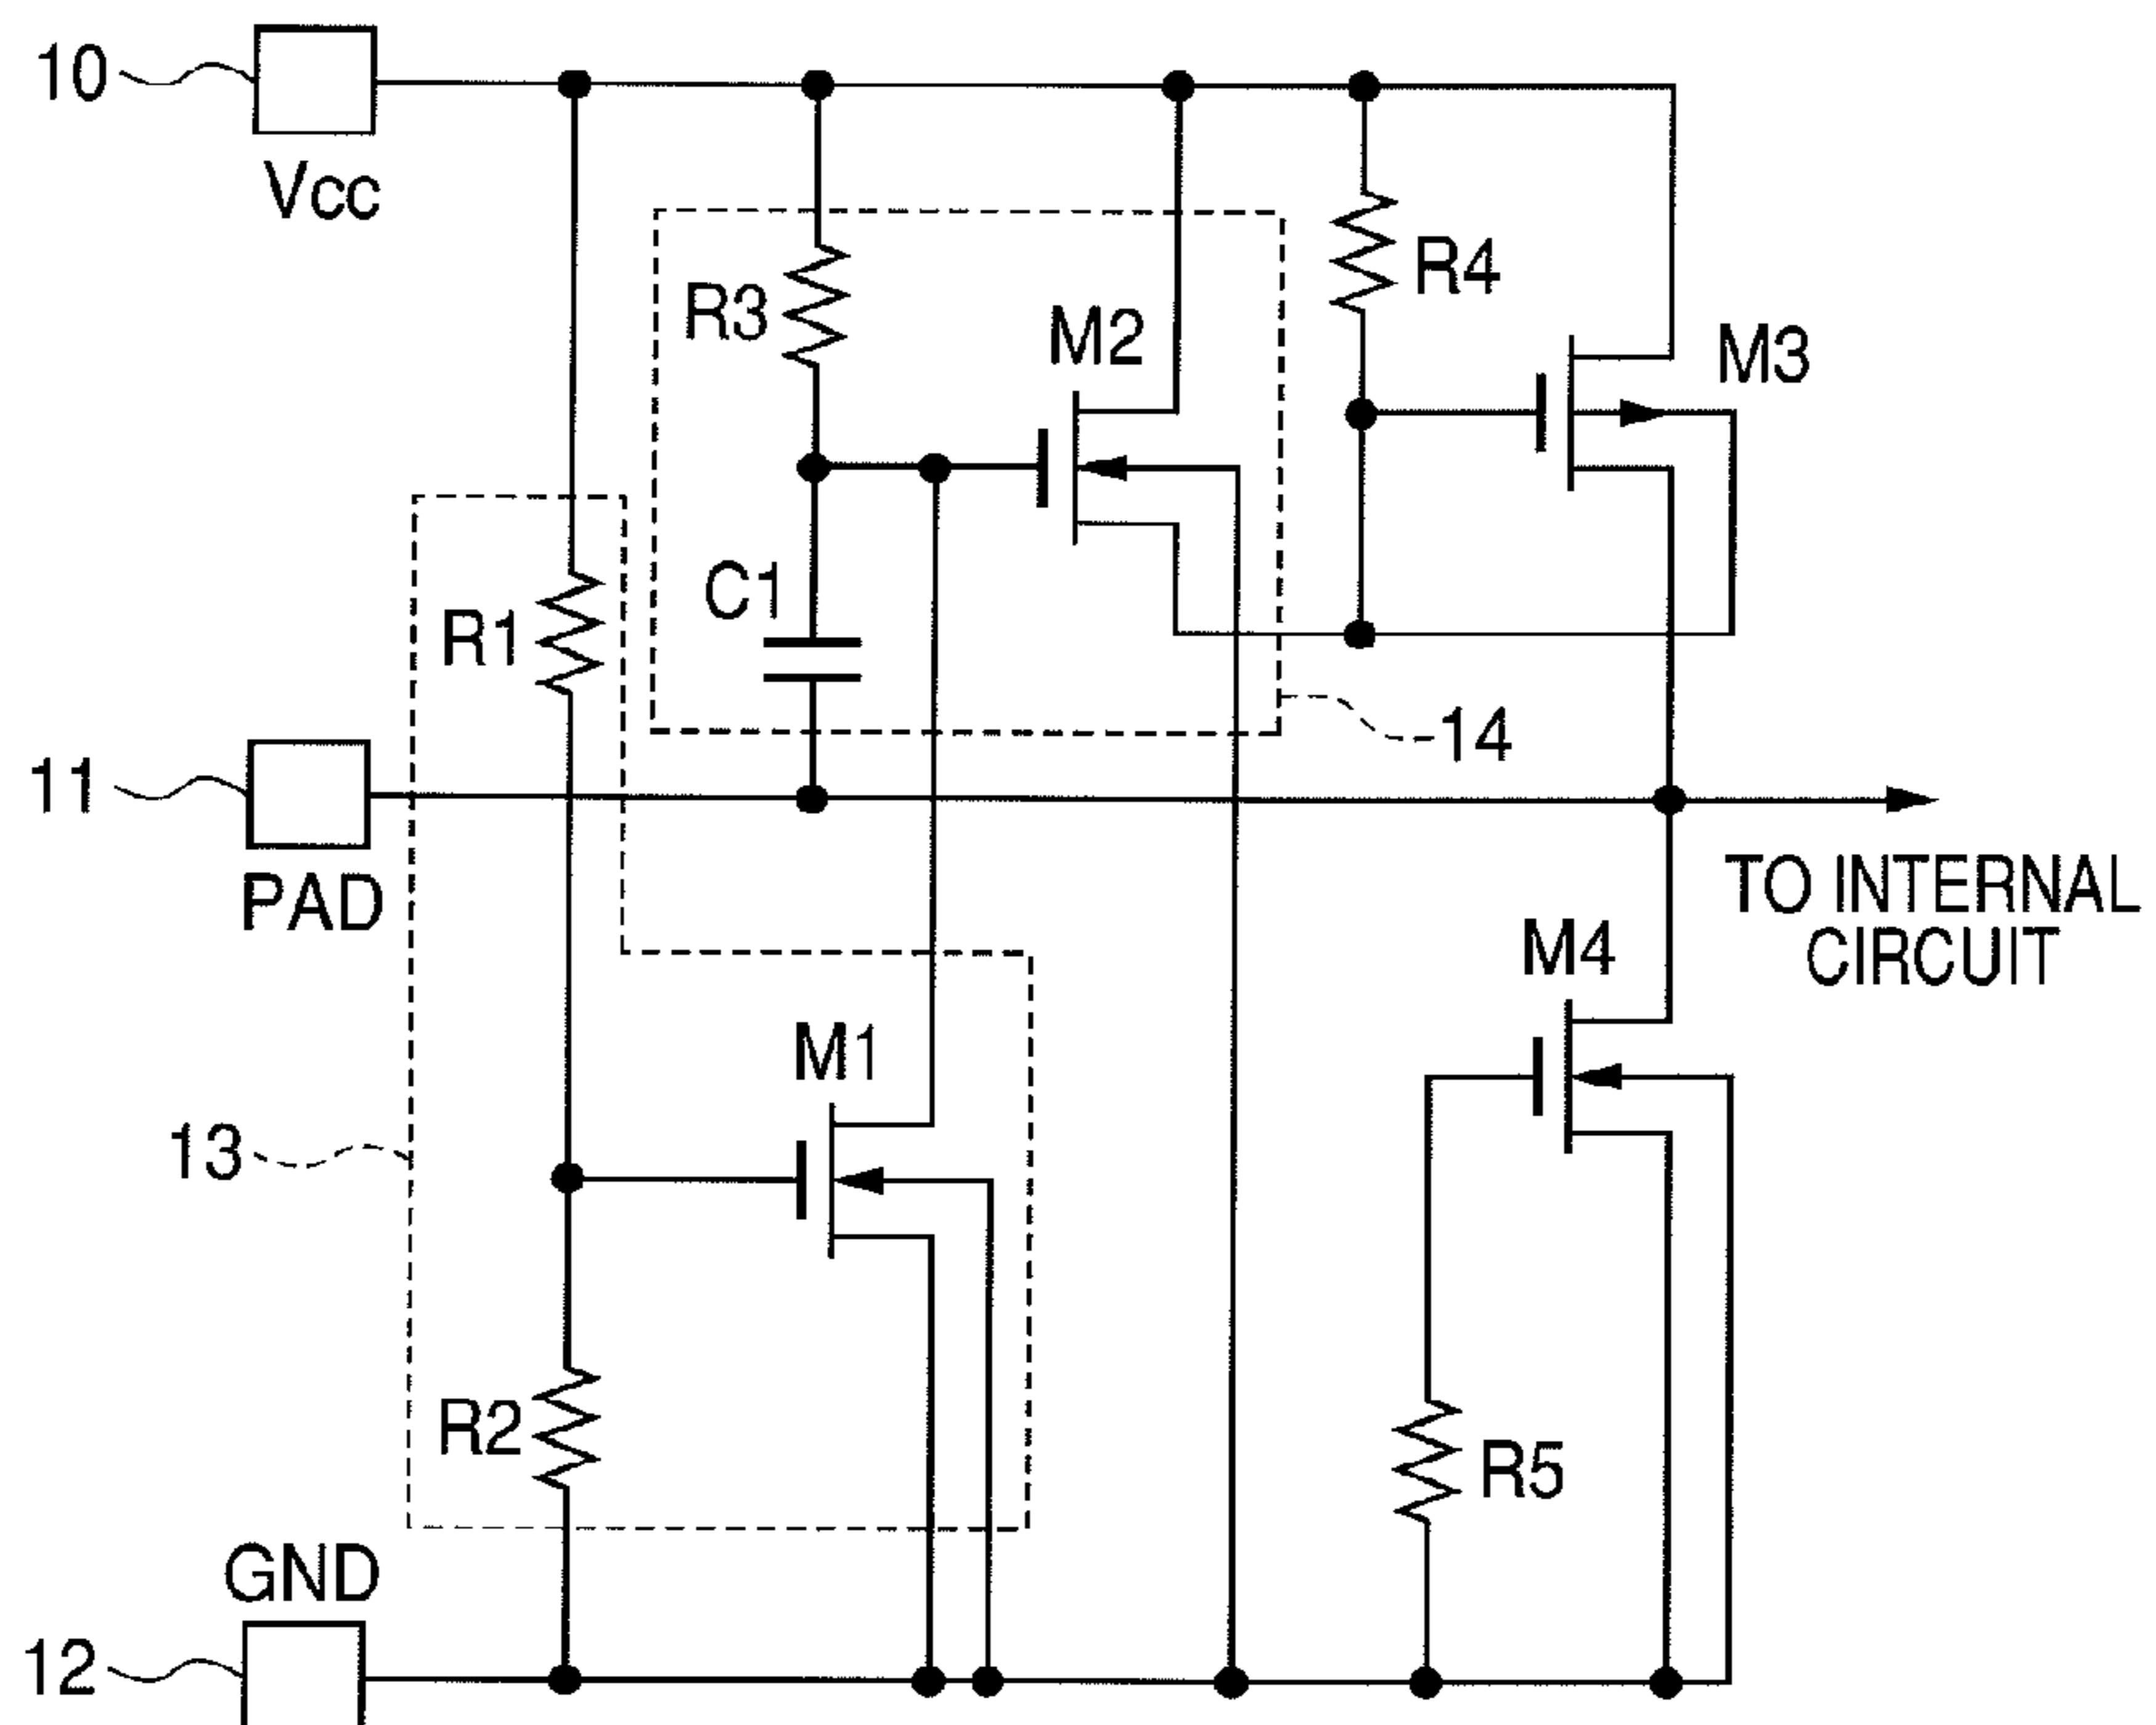 10
Vcc
R4
R3
M2
M3
C1
R1
14
11
PAD
TO INTERNAL
CIRCUIT
M4
M1
13
R2
R5
GND
12